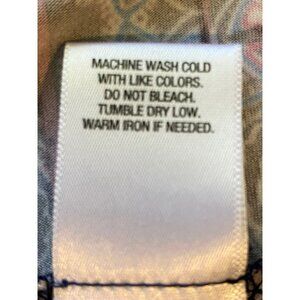 MACHINE WASH COLD
WITH LIKE COLORS.
DO NOT BLEACH.
TUMBLE DRY LOW.
WARM IRON IF NEEDED.